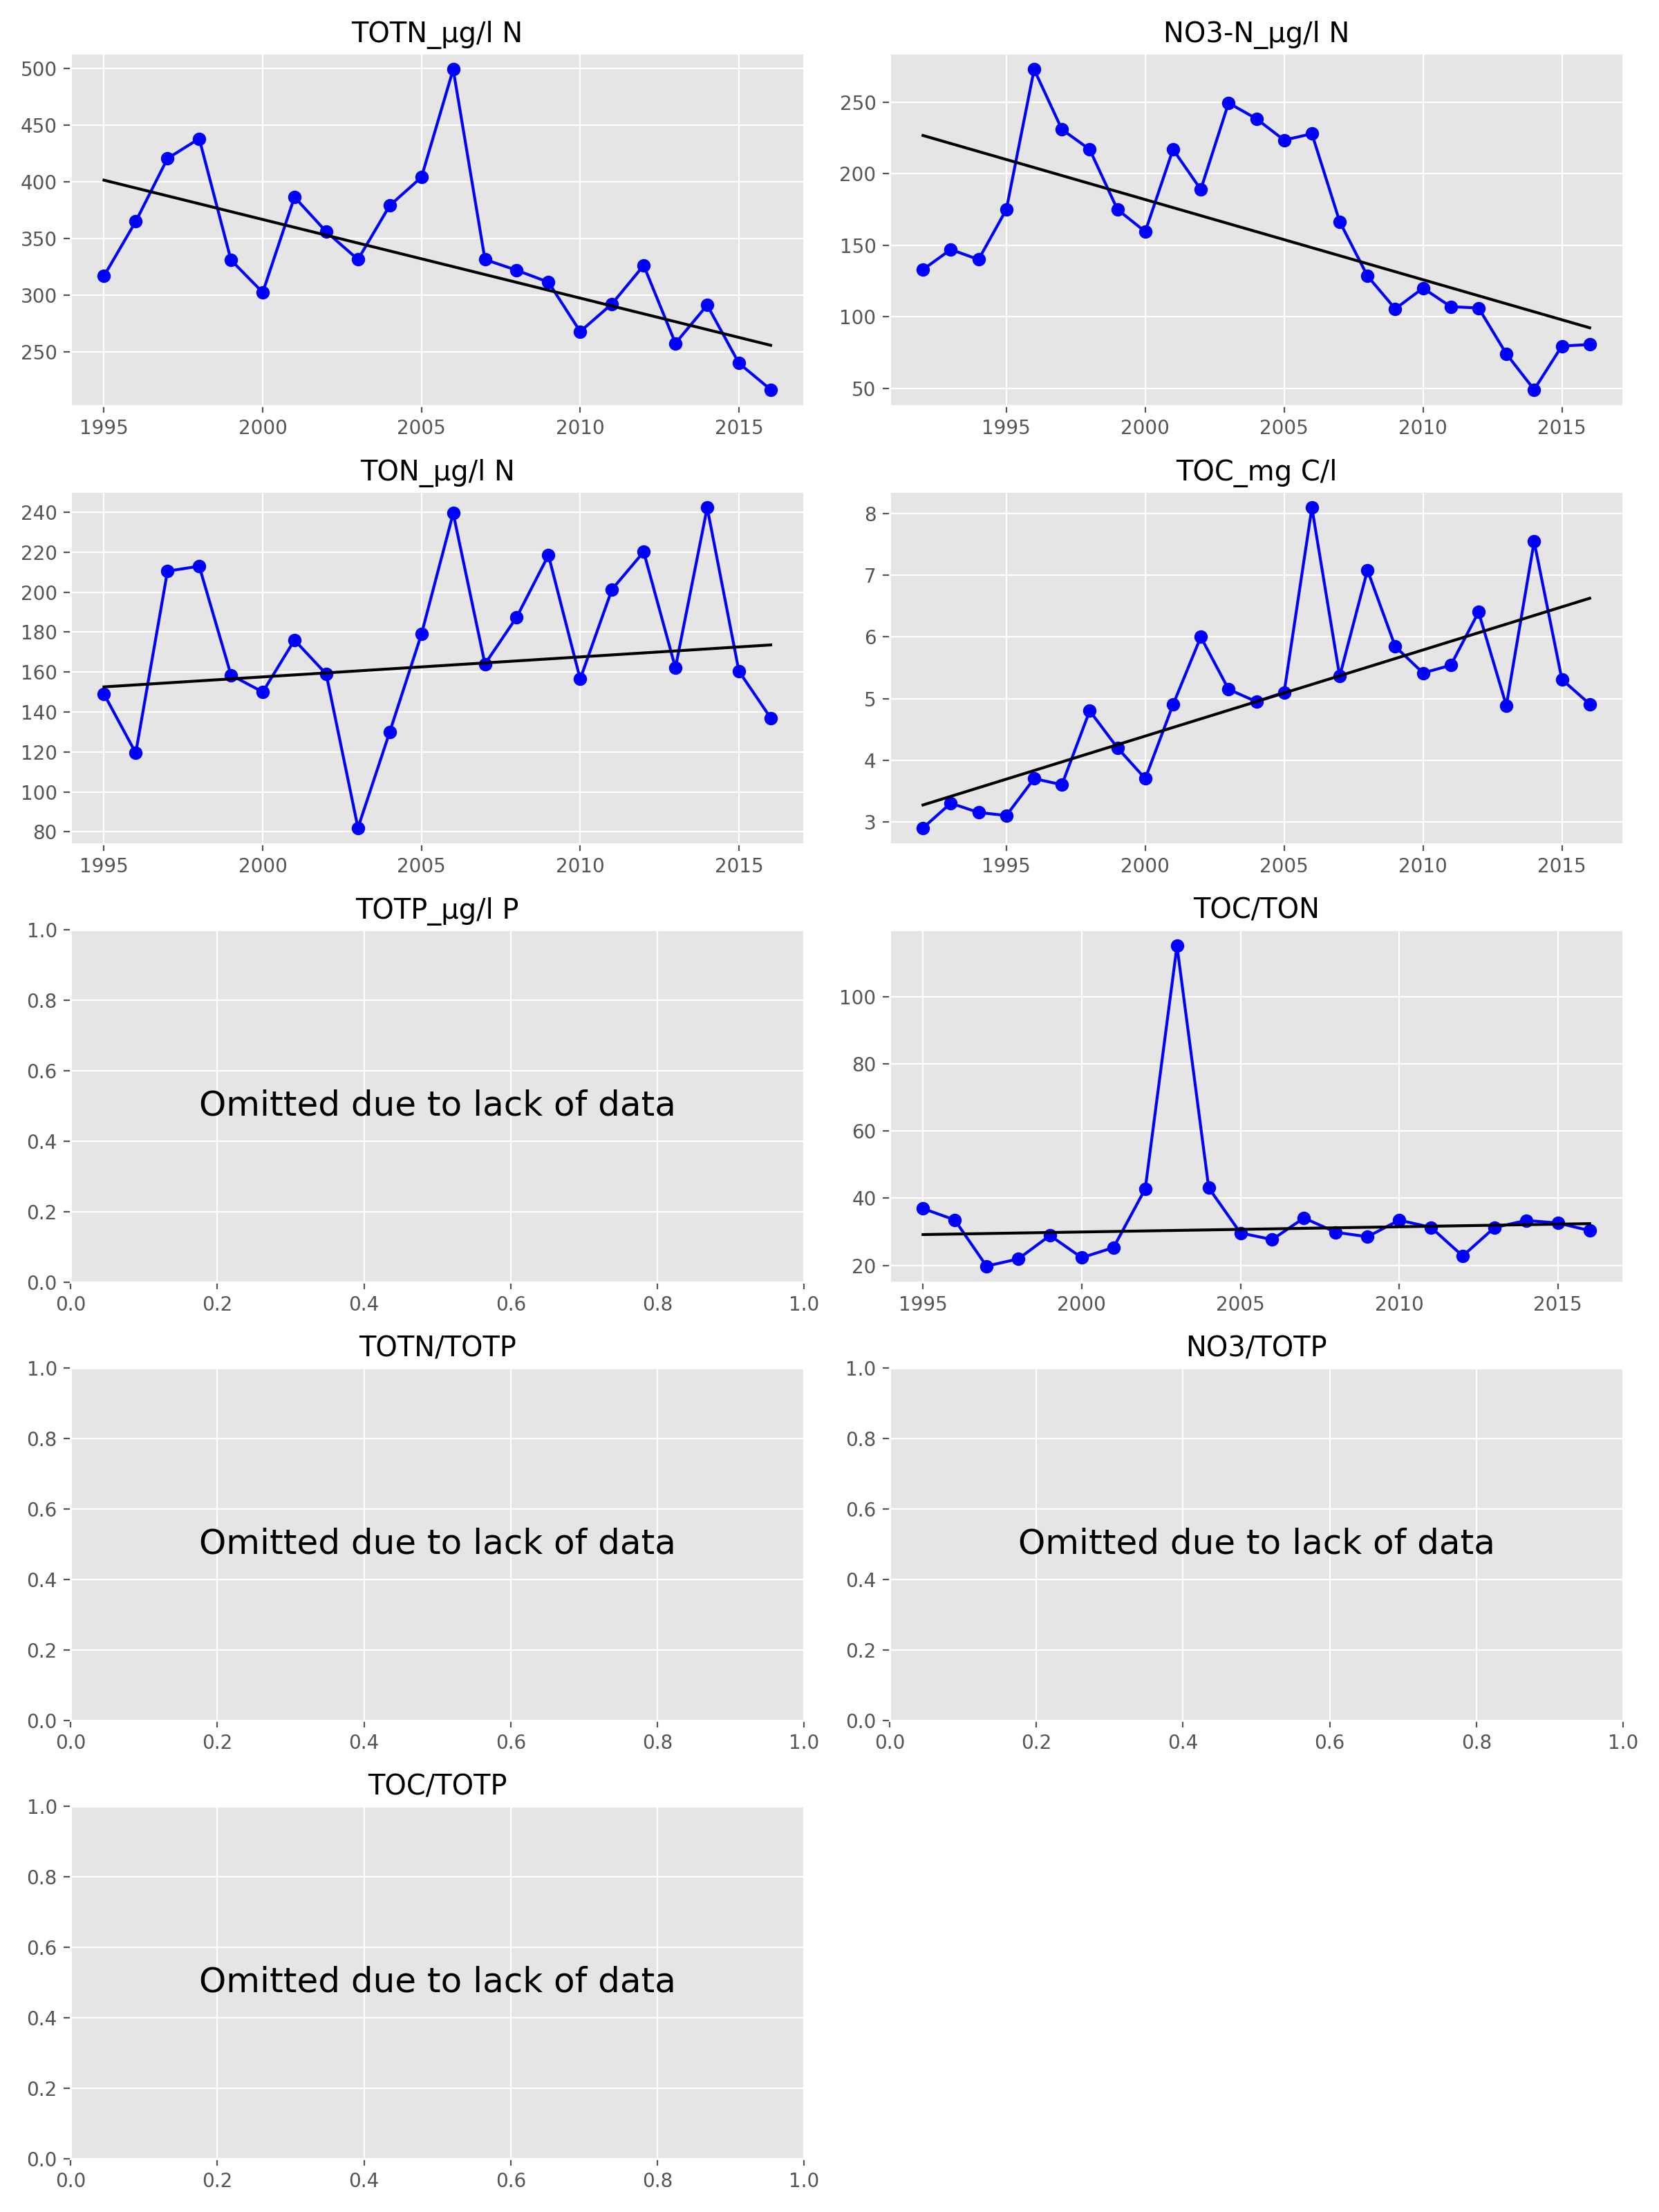 TOTN_µg/l N
500
450
400
350
300
250
1995 2000 2005 2010 2015
NO3-N_µg/l N
250
200
150
100
50
1995 2000 2005 2010 2015
TON_µg/l N
240
220
200
180
160
140
120
100
80
1995 2000 2005 2010 2015
TOC_mg C/l
8
7
6
5
4
3
1995 2000 2005 2010 2015
TOTP_µg/l P
1.0
0.8
0.6
Omitted due to lack of data
0.4
0.2
0.0
0.0 0.2 0.4 0.6 0.8 1.0
TOC/TON
100
80
60
40
20
1995 2000 2005 2010 2015
TOTN/TOTP
1.0
0.8
0.6
Omitted due to lack of data
0.4
0.2
0.0
0.0 0.2 0.4 0.6 0.8 1.0
NO3/TOTP
1.0
0.8
0.6
Omitted due to lack of data
0.4
0.2
0.0
0.0 0.2 0.4 0.6 0.8 1.0
TOC/TOTP
1.0
0.8
0.6
Omitted due to lack of data
0.4
0.2
0.0
0.0 0.2 0.4 0.6 0.8 1.0